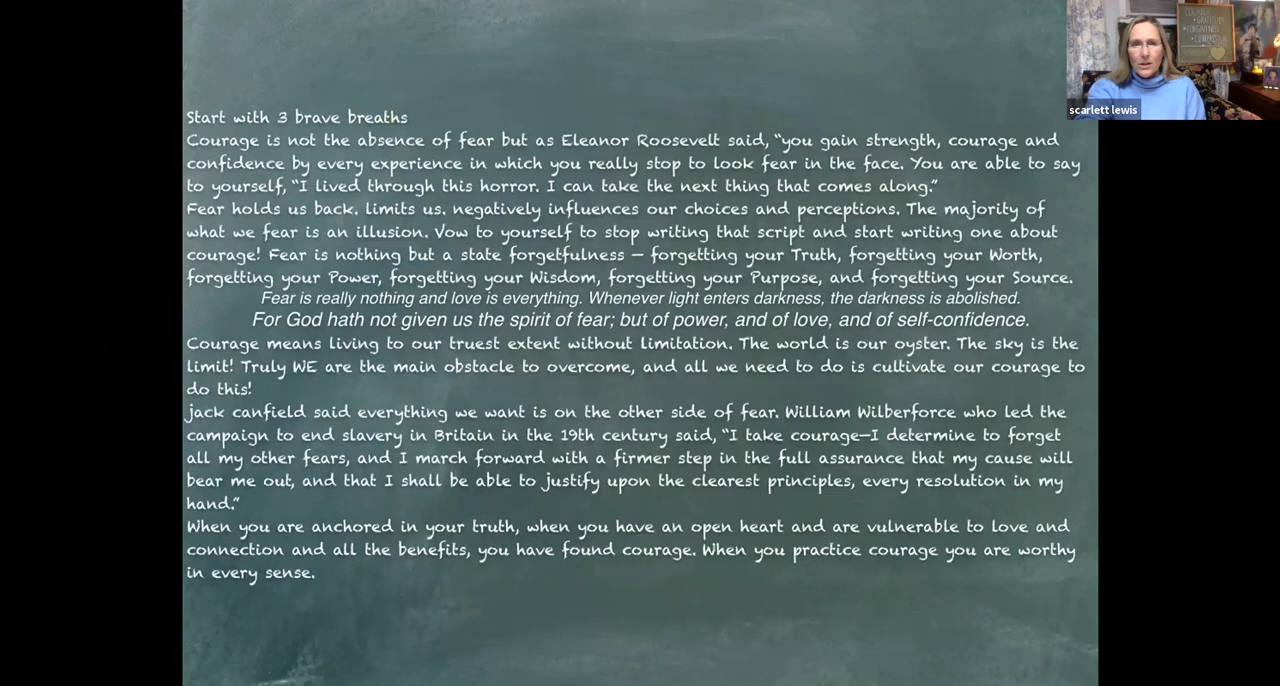 Start with 3 brave breaths
Courage is not the absence of fear but as Eleanor Roosevelt said, “you gain strength, courage and
confidence by every experience in which you really stop to look fear in the face. You are able to say
to yourself, “I lived through this horror. I can take the next thing that comes along.”
Fear holds us back. limits us. negatively influences our choices and perceptions. The majority of
what we fear is an illusion. Vow to yourself to stop writing that script and start writing one about
courage! Fear is nothing but a state forgetfulness — forgetting your Truth, forgetting your Worth,
forgetting your Power, forgetting your Wisdom, forgetting your Purpose, and forgetting your Source.
Fear is really nothing and love is everything. Whenever light enters darkness, the darkness is abolished.
For God hath not given us the spirit of fear; but of power, and of love, and of self-confidence.
Courage means living to our truest extent without limitation. The world is our oyster. The sky is the
limit! Truly WE are the main obstacle to overcome, and all we need to do is cultivate our courage to
do this!
jack canfield said everything we want is on the other side of fear. William Wilberforce who led the
campaign to end slavery in Britain in the 19th century said, “I take courage—I determine to forget
all my other fears, and I march forward with a firmer step in the full assurance that my cause will
bear me out, and that I shall be able to justify upon the clearest principles, every resolution in my
hand.”
When you are anchored in your truth, when you have an open heart and are vulnerable to love and
connection and all the benefits, you have found courage. When you practice courage you are worthy
in every sense.
COURAGE
+GRATITUDE
+FORGIVENESS
+COMPASSION
scarlett lewis